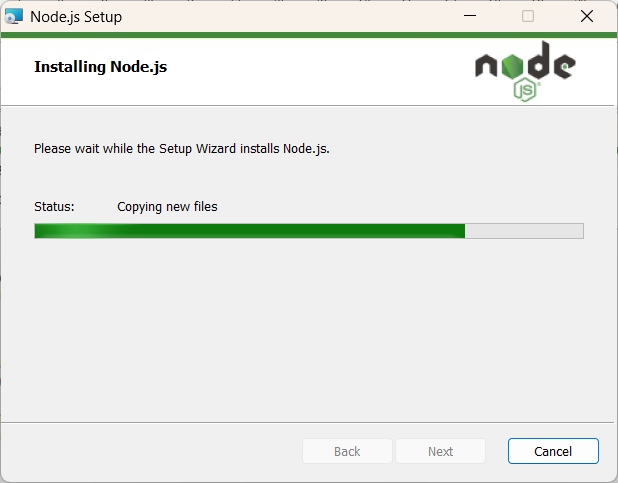 Node.js Setup
Installing Node.js
node
JS
Please wait while the Setup Wizard installs Node.js.
Status: Copying new files
Back Next Cancel